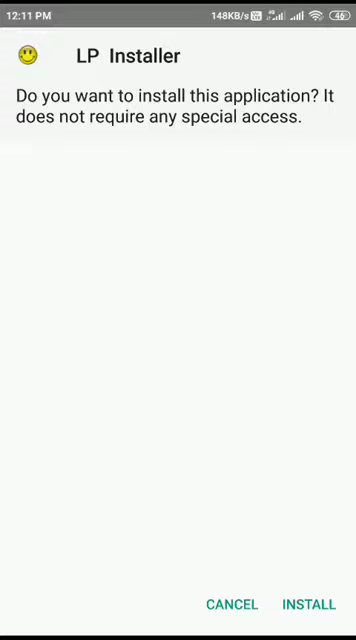 12:11 PM 148KB/s 46
LP Installer
Do you want to install this application? It
does not require any special access.
CANCEL INSTALL